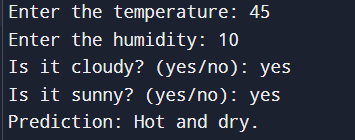 Enter the temperature: 45
Enter the humidity: 10
Is it cloudy? (yes/no): yes
Is it sunny? (yes/no): yes
Prediction: Hot and dry.